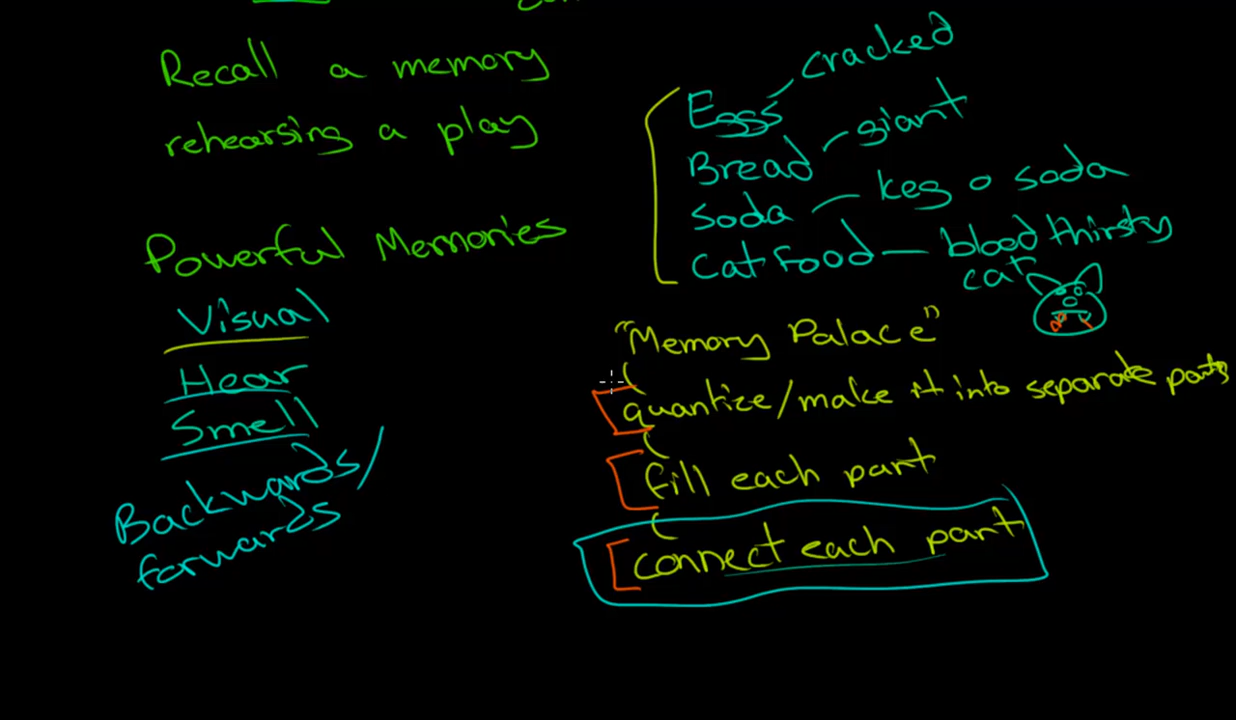 Recall a memory
rehearsing a play
Powerful Memories
Visual
Hear
Smell
Backwards/
forwards
Eggs - cracked
Bread - giant
Soda - keg o soda
Cat Food - blood thirsty
cat
"Memory Palace"
quantize/make it into separate parts
fill each part
connect each part